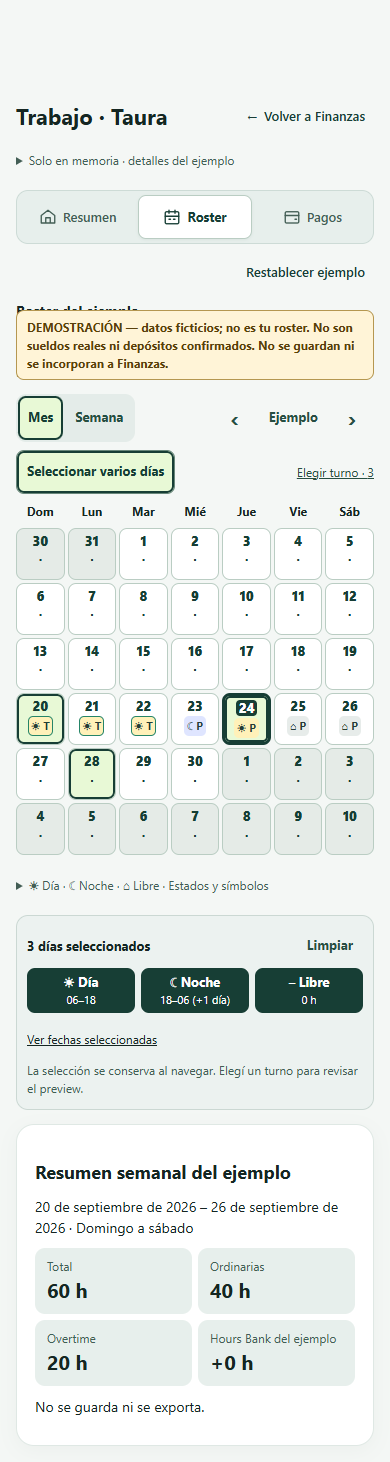 Trabajo · Taura
← Volver a Finanzas
▶ Solo en memoria · detalles del ejemplo
Resumen
Roster
Pagos
Restablecer ejemplo
DEMOSTRACIÓN — datos ficticios; no es tu roster. No son
sueldos reales ni depósitos confirmados. No se guardan ni
se incorporan a Finanzas.
Mes
Semana
‹ Ejemplo ›
Seleccionar varios días
Elegir turno · 3
Dom Lun Mar Mié Jue Vie Sáb
30 31 1 2 3 4 5
· · · · · · ·
6 7 8 9 10 11 12
· · · · · · ·
13 14 15 16 17 18 19
· · · · · · ·
20 21 22 23 24 25 26
☀ T ☀ T ☀ T ☾ P ☀ P ⌂ P ⌂ P
27 28 29 30 1 2 3
· · · · · · ·
4 5 6 7 8 9 10
· · · · · · ·
▶ ☀ Día · ☾ Noche · ⌂ Libre · Estados y símbolos
3 días seleccionados
Limpiar
☀ Día
06–18
☾ Noche
18–06 (+1 día)
– Libre
0 h
Ver fechas seleccionadas
La selección se conserva al navegar. Elegí un turno para revisar
el preview.
Resumen semanal del ejemplo
20 de septiembre de 2026 – 26 de septiembre de
2026 · Domingo a sábado
Total
60 h
Ordinarias
40 h
Overtime
20 h
Hours Bank del ejemplo
+0 h
No se guarda ni se exporta.